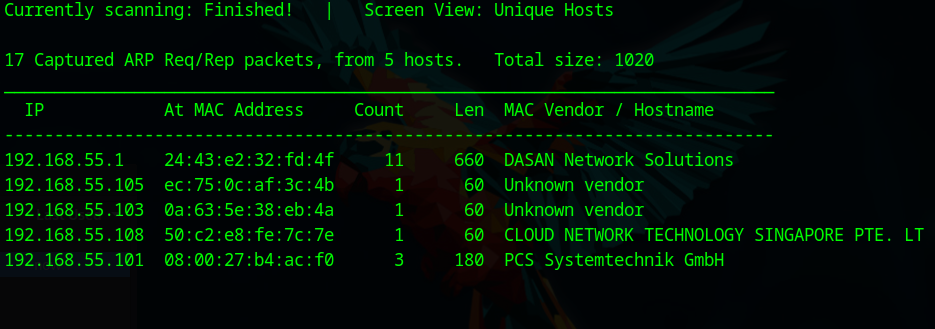 Currently scanning: Finished!   |   Screen View: Unique Hosts
17 Captured ARP Req/Rep packets, from 5 hosts.   Total size: 1020
_____________________________________________________________________________
  IP            At MAC Address     Count     Len  MAC Vendor / Hostname
-----------------------------------------------------------------------------
192.168.55.1    24:43:e2:32:fd:4f     11     660  DASAN Network Solutions
192.168.55.105  ec:75:0c:af:3c:4b      1      60  Unknown vendor
192.168.55.103  0a:63:5e:38:eb:4a      1      60  Unknown vendor
192.168.55.108  50:c2:e8:fe:7c:7e      1      60  CLOUD NETWORK TECHNOLOGY SINGAPORE PTE. LT
192.168.55.101  08:00:27:b4:ac:f0      3     180  PCS Systemtechnik GmbH